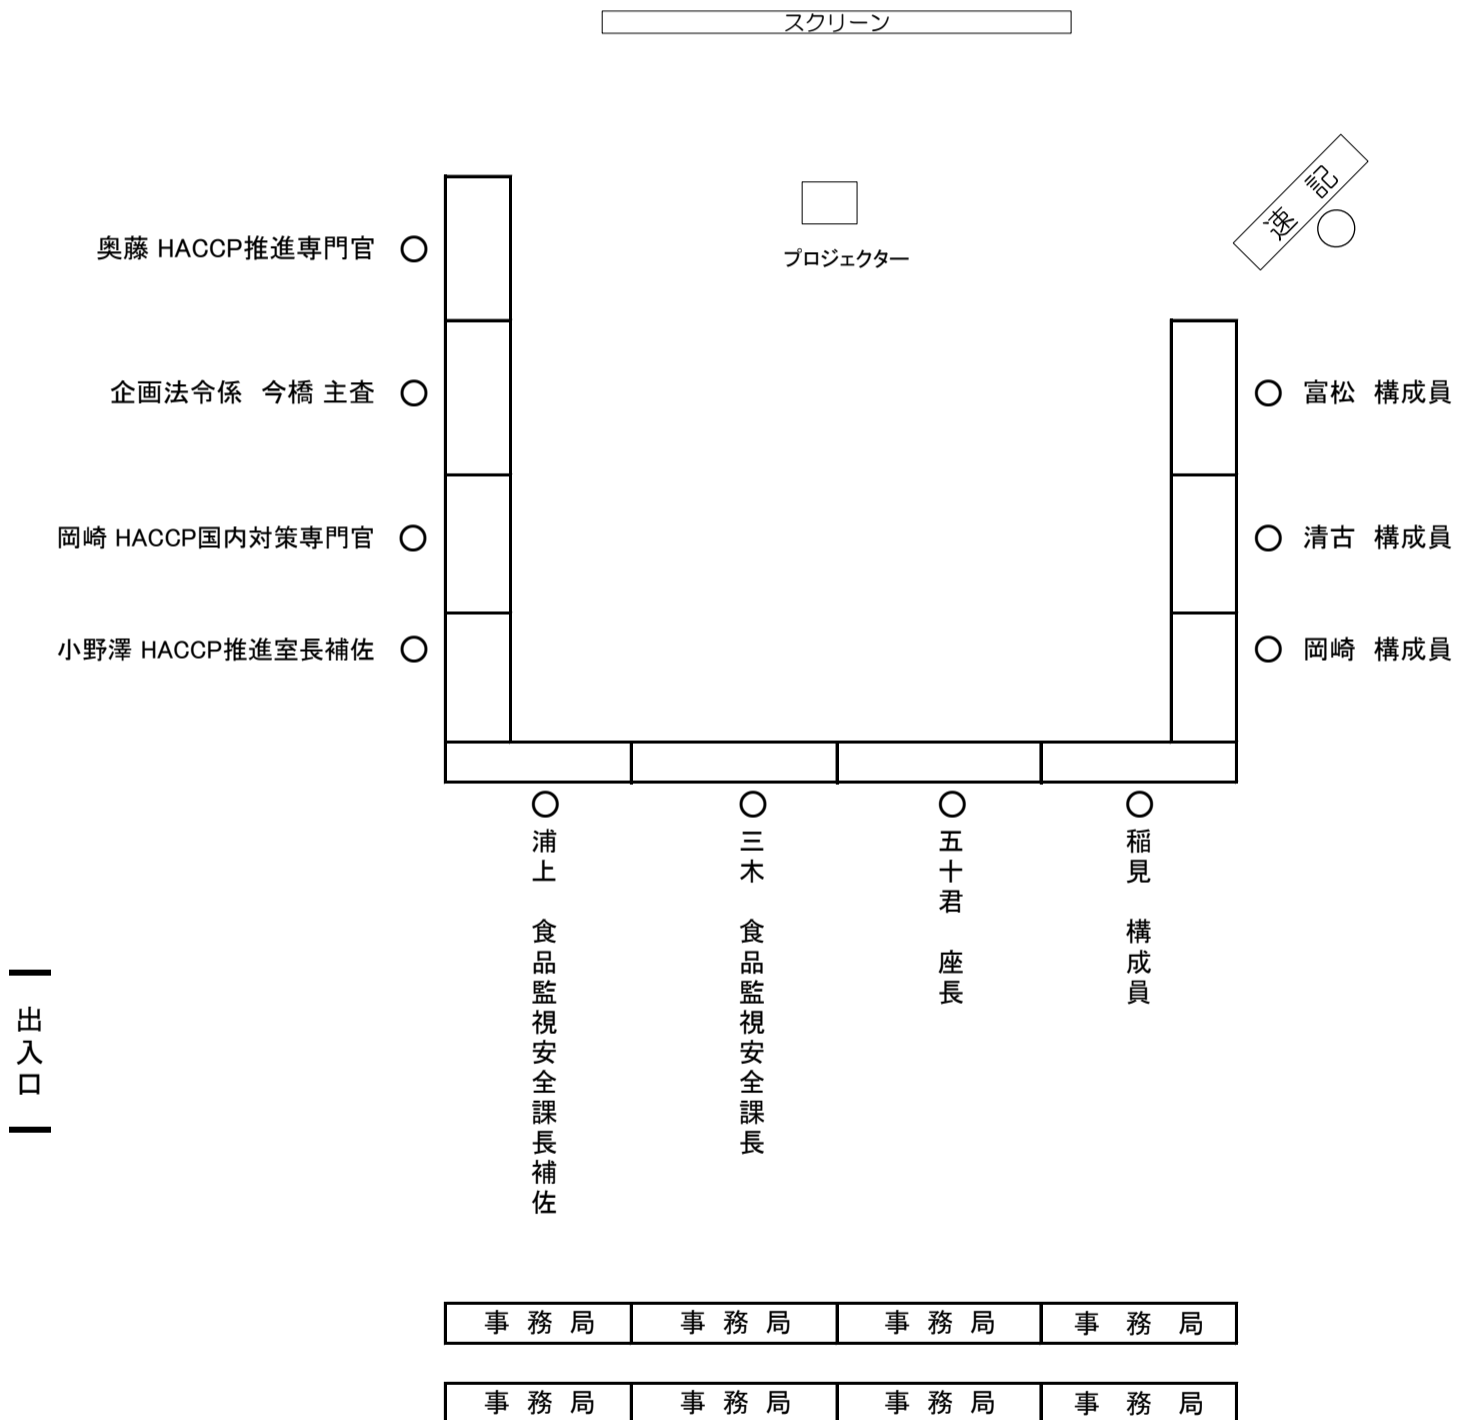 スクリーン
速 記
プロジェクター
奥藤 HACCP推進専門官
企画法令係 今橋 主査
岡崎 HACCP国内対策専門官
小野澤 HACCP推進室長補佐
富松 構成員
清古 構成員
岡崎 構成員
浦上 食品監視安全課長補佐
三木 食品監視安全課長
五十君 座長
稲見 構成員
出入口
事 務 局 事 務 局 事 務 局 事 務 局
事 務 局 事 務 局 事 務 局 事 務 局